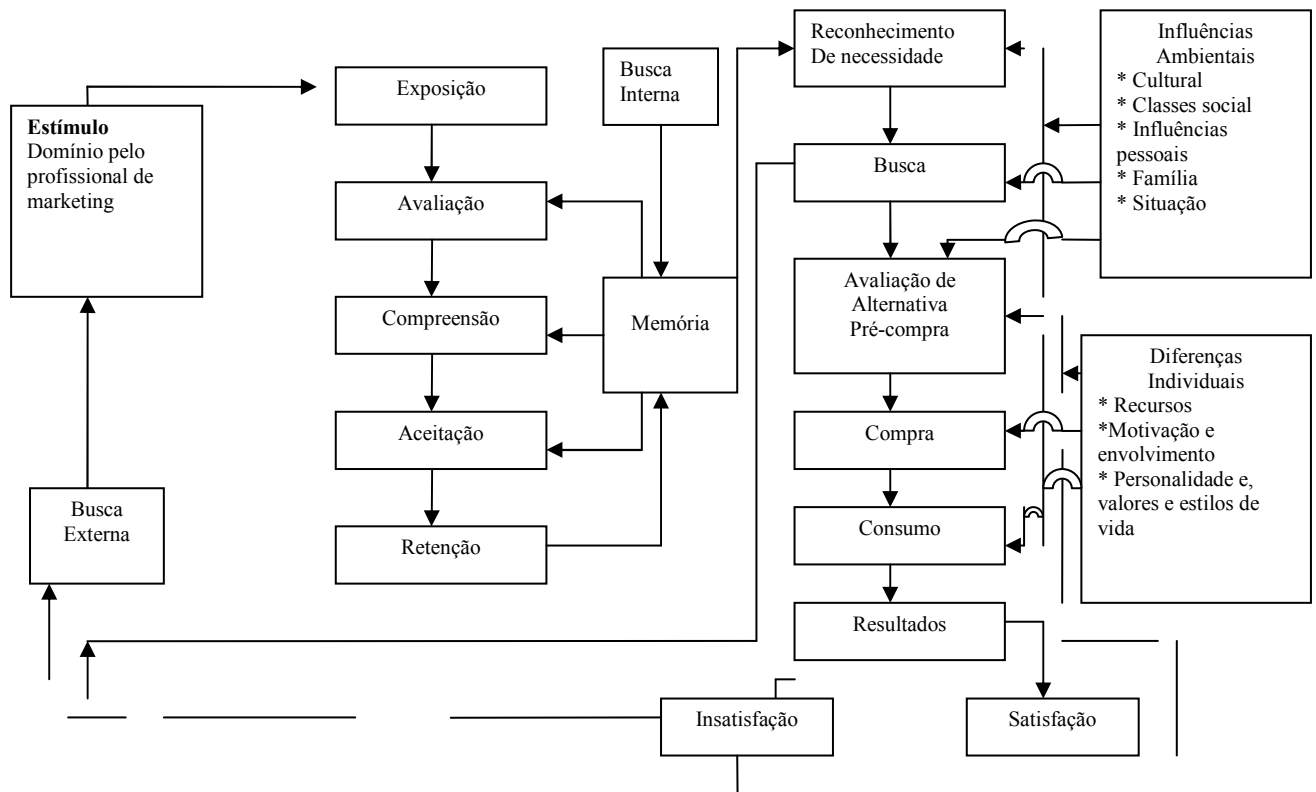 Estímulo
Domínio pelo
profissional de
marketing
Busca
Externa
Exposição
Avaliação
Compreensão
Aceitação
Retenção
Busca
Interna
Memória
Reconhecimento
De necessidade
Busca
Avaliação de
Alternativa
Pré-compra
Compra
Consumo
Resultados
Insatisfação
Satisfação
Influências
Ambientais
* Cultural
* Classes social
* Influências
pessoais
* Família
* Situação
Diferenças
Individuais
* Recursos
*Motivação e
envolvimento
* Personalidade e,
valores e estilos de
vida